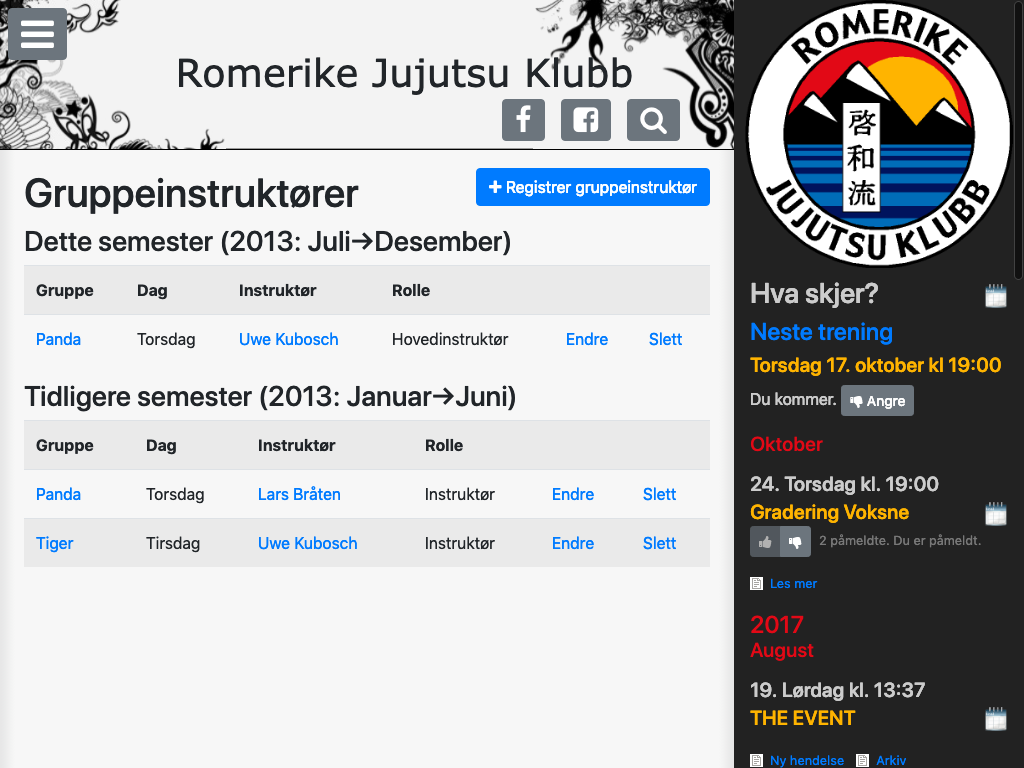 Romerike Jujutsu Klubb
Gruppeinstruktører
Registrer gruppeinstruktør
Dette semester (2013: Juli→Desember)
Gruppe Dag Instruktør Rolle
Panda Torsdag Uwe Kubosch Hovedinstruktør Endre Slett
Tidligere semester (2013: Januar→Juni)
Gruppe Dag Instruktør Rolle
Panda Torsdag Lars Bråten Instruktør Endre Slett
Tiger Tirsdag Uwe Kubosch Instruktør Endre Slett
ROMERIKE
啓和流
JUJUTSU KLUBB
Hva skjer?
Neste trening
Torsdag 17. oktober kl 19:00
Du kommer. Angre
Oktober
24. Torsdag kl. 19:00
Gradering Voksne
2 påmeldte. Du er påmeldt.
Les mer
2017
August
19. Lørdag kl. 13:37
THE EVENT
Ny hendelse Arkiv